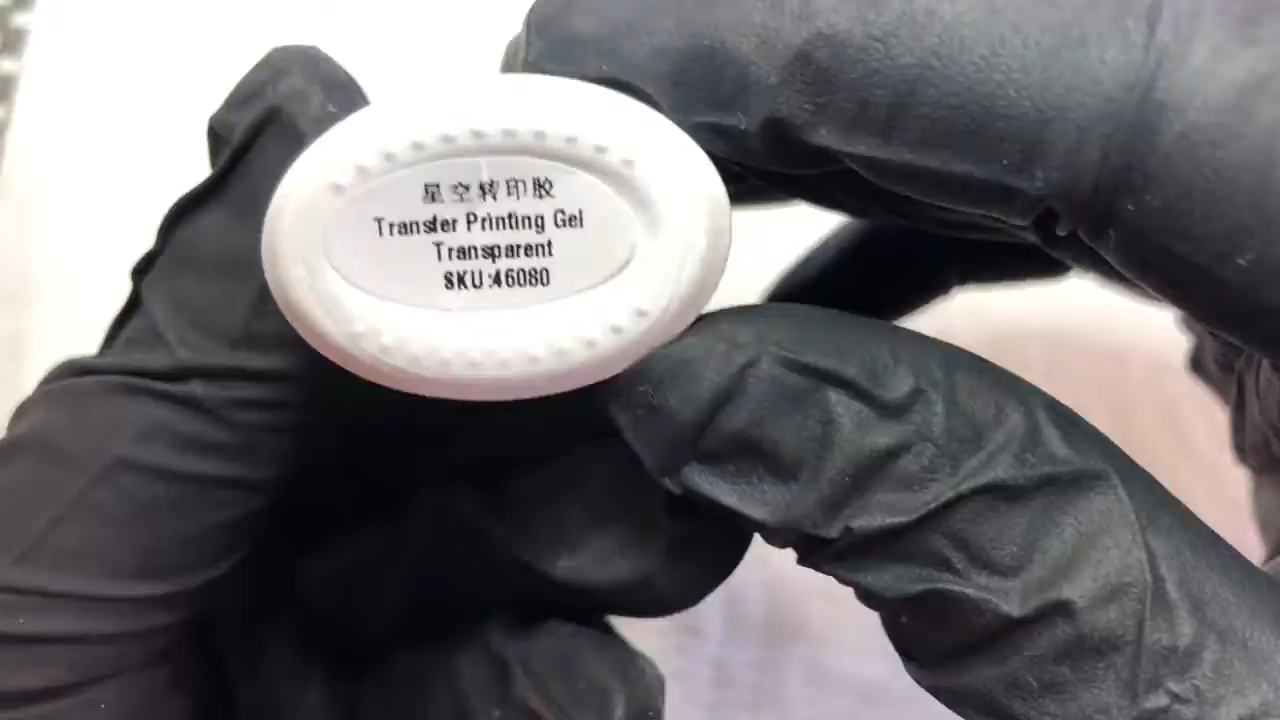 星空转印胶
Transfer Printing Gel
Transparent
SKU:46080